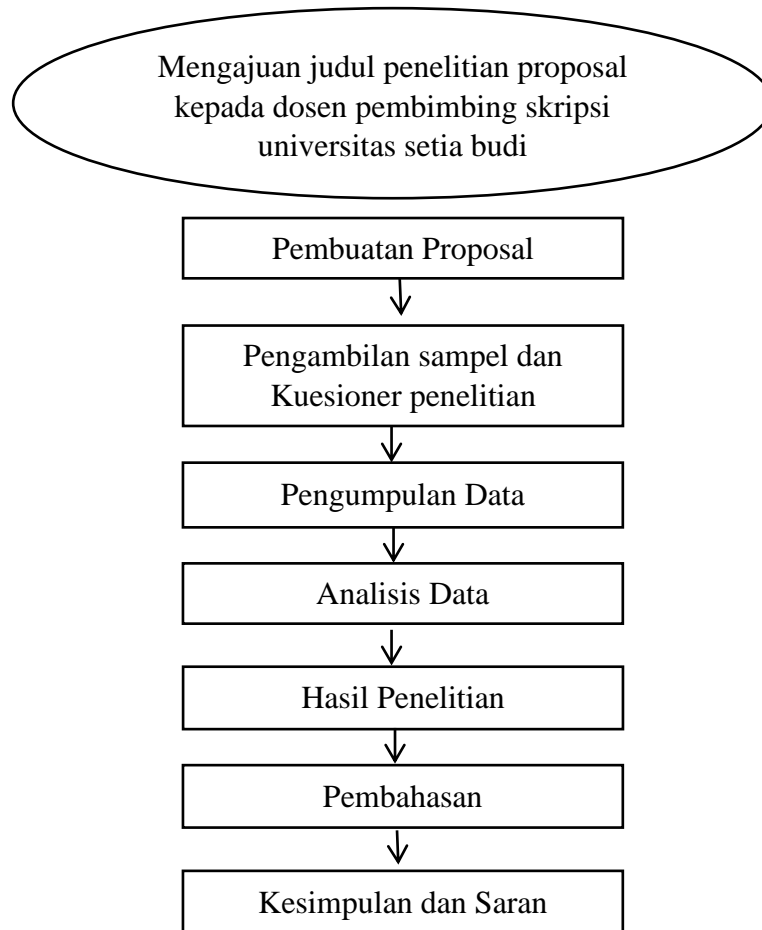 Mengajuan judul penelitian proposal
kepada dosen pembimbing skripsi
universitas setia budi
Pembuatan Proposal
Pengambilan sampel dan
Kuesioner penelitian
Pengumpulan Data
Analisis Data
Hasil Penelitian
Pembahasan
Kesimpulan dan Saran